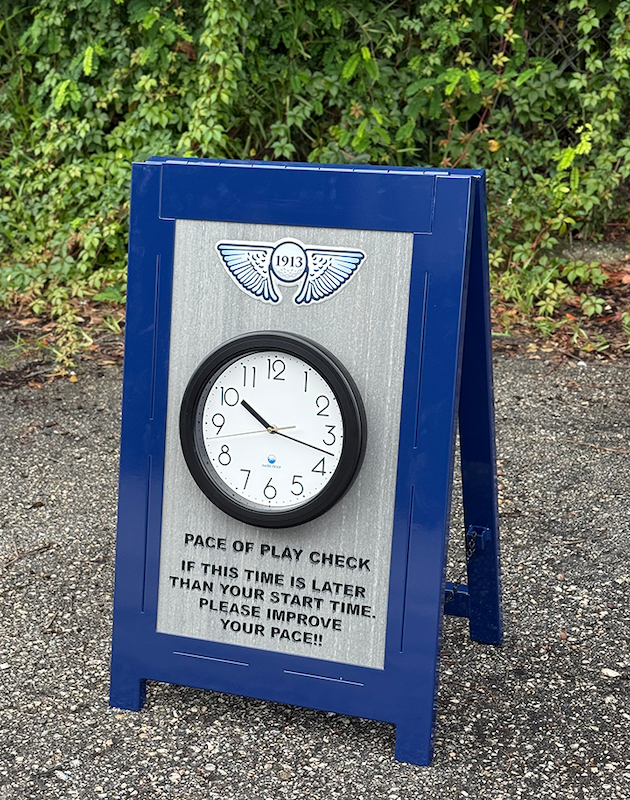 1913
12
1
2
3
4
5
6
7
8
9
10
11
PACE OF PLAY CHECK
IF THIS TIME IS LATER
THAN YOUR START TIME.
PLEASE IMPROVE
YOUR PACE!!